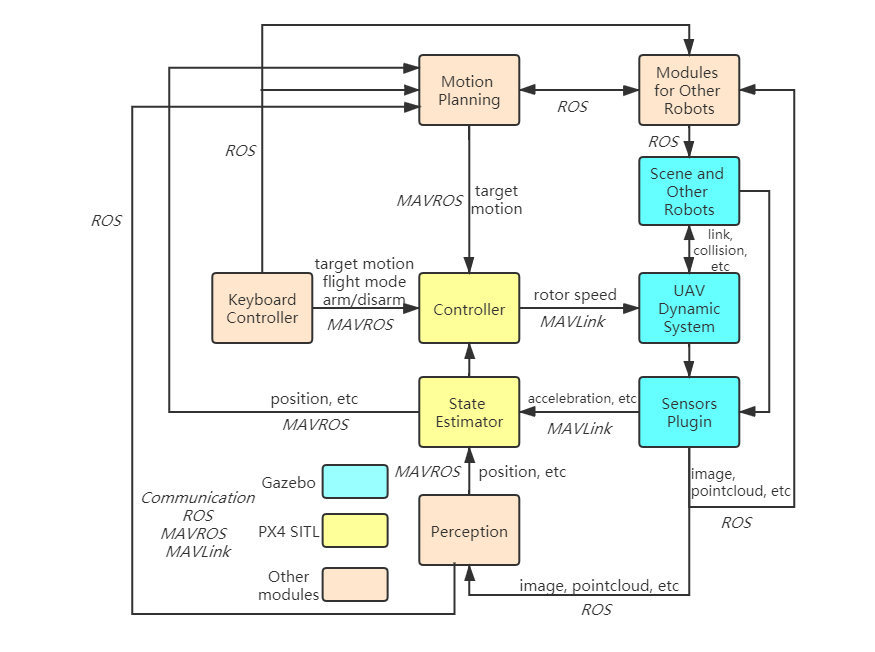 Motion
Planning
Modules
for Other
Robots
ROS
ROS
ROS
Scene and
Other
Robots
MAVROS
target
motion
ROS
link,
collision,
etc
target motion
flight mode
arm/disarm
MAVROS
Keyboard
Controller
Controller
rotor speed
MAVLink
UAV
Dynamic
System
position, etc
MAVROS
State
Estimator
accelebration, etc
MAVLink
Sensors
Plugin
MAVROS
position, etc
image,
pointcloud, etc
ROS
Communication
ROS
MAVROS
MAVLink
Gazebo
PX4 SITL
Other
modules
Perception
image, pointcloud, etc
ROS